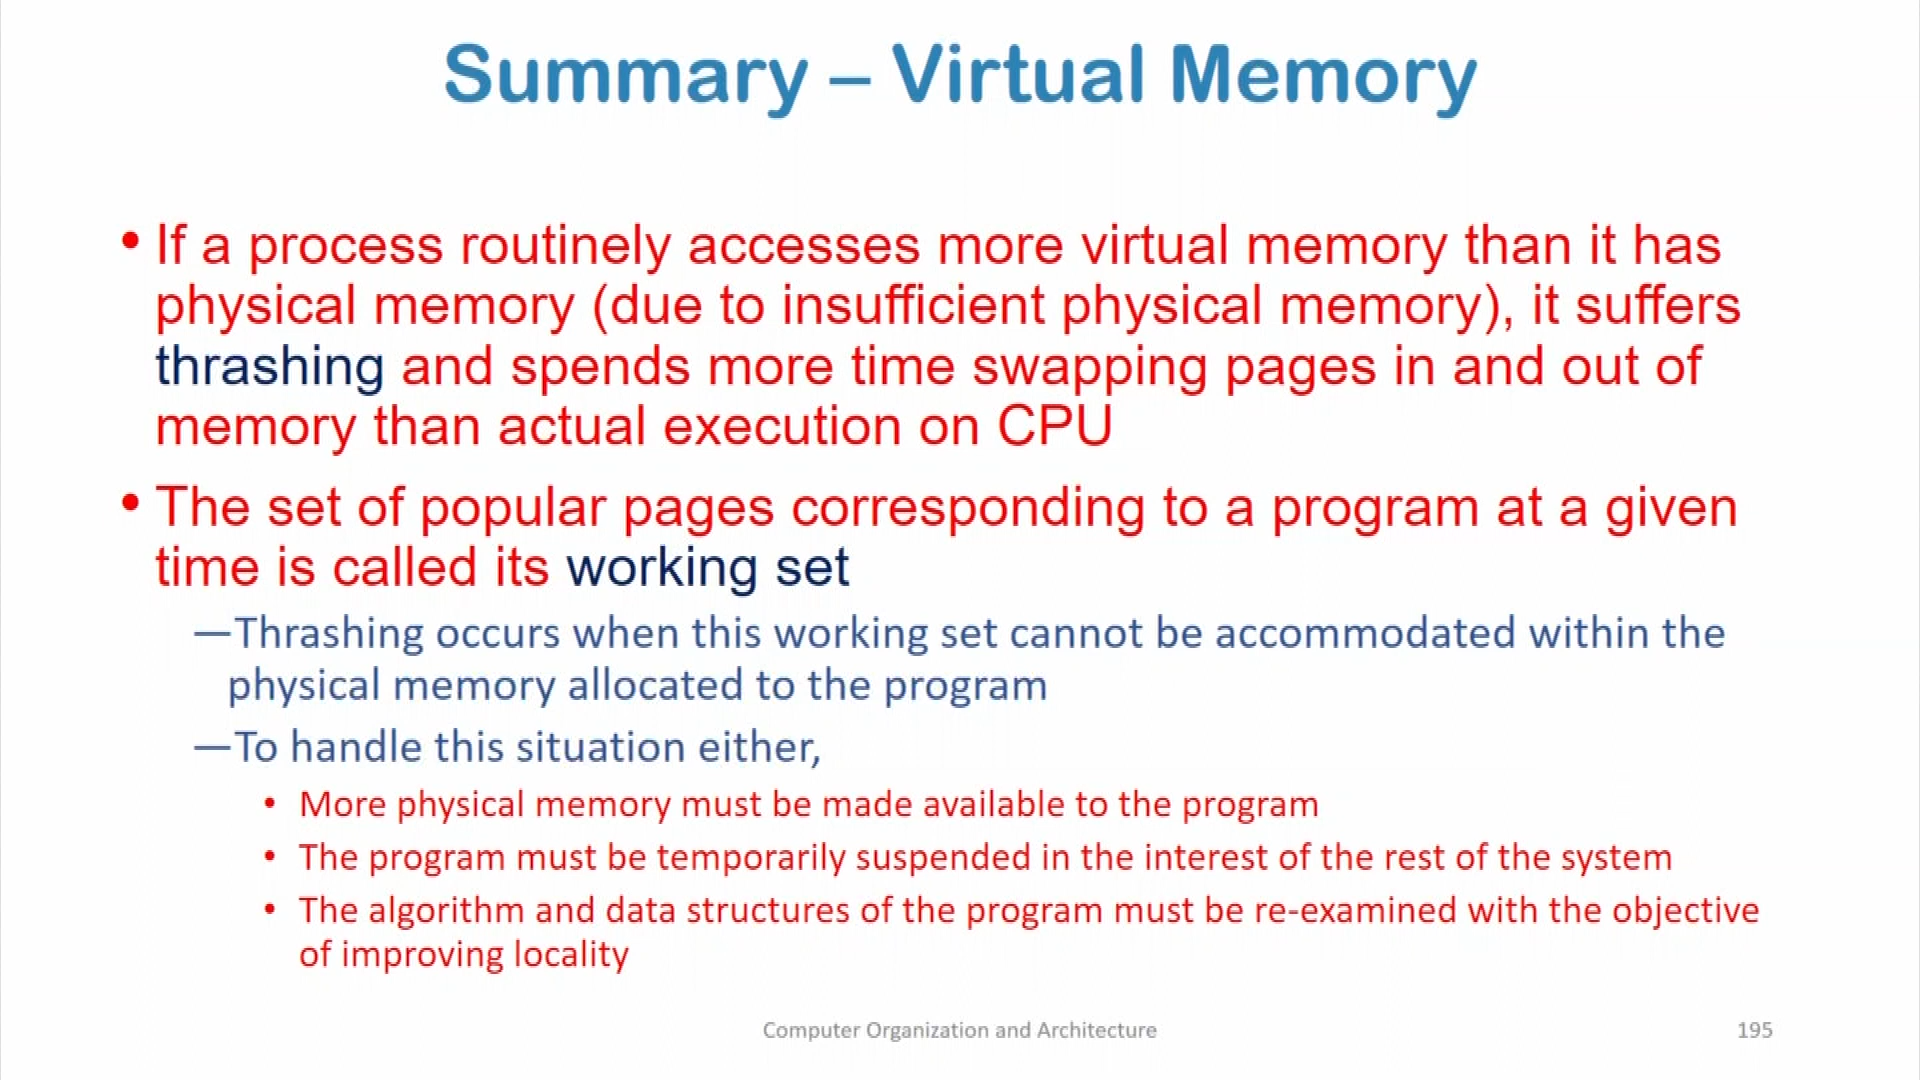 Summary – Virtual Memory
• If a process routinely accesses more virtual memory than it has
physical memory (due to insufficient physical memory), it suffers
thrashing and spends more time swapping pages in and out of
memory than actual execution on CPU
• The set of popular pages corresponding to a program at a given
time is called its working set
—Thrashing occurs when this working set cannot be accommodated within the
physical memory allocated to the program
—To handle this situation either,
• More physical memory must be made available to the program
• The program must be temporarily suspended in the interest of the rest of the system
• The algorithm and data structures of the program must be re-examined with the objective
of improving locality
Computer Organization and Architecture
195